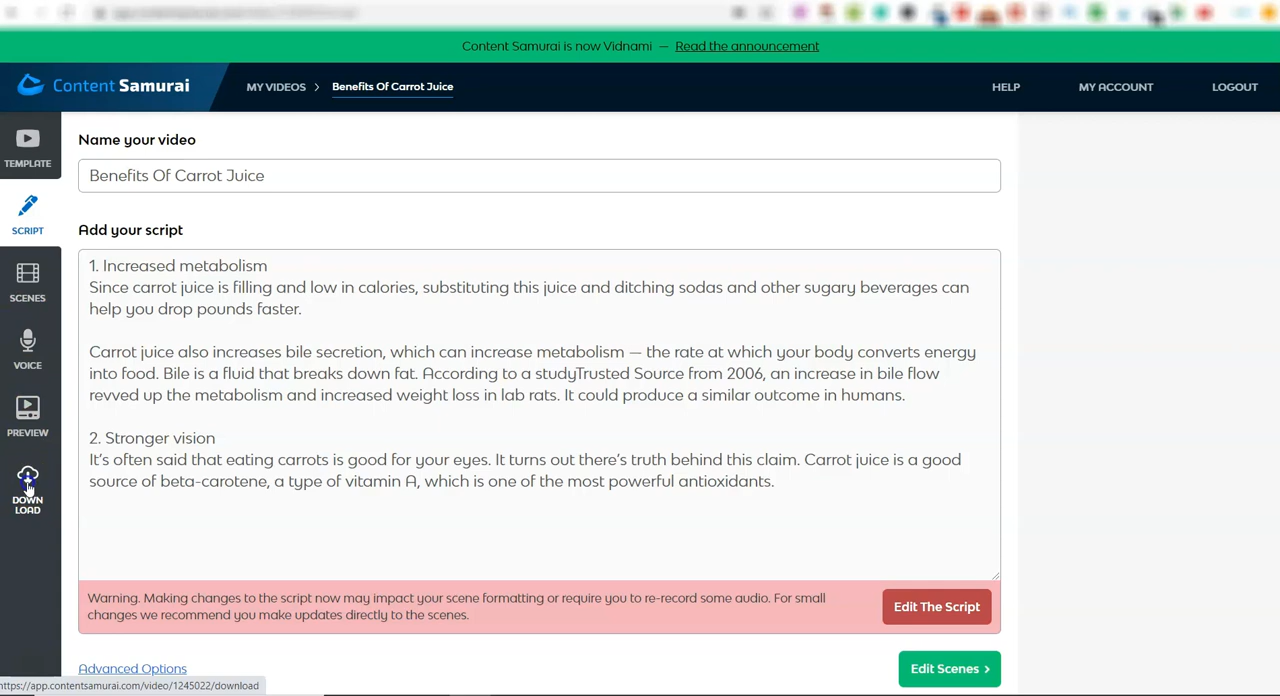 Content Samurai is now Vidnami — Read the announcement
Content Samurai
MY VIDEOS > Benefits Of Carrot Juice
HELP
MY ACCOUNT
LOGOUT
TEMPLATE
SCRIPT
SCENES
VOICE
PREVIEW
DOWN
LOAD
Name your video
Benefits Of Carrot Juice
Add your script
1. Increased metabolism
Since carrot juice is filling and low in calories, substituting this juice and ditching sodas and other sugary beverages can
help you drop pounds faster.
Carrot juice also increases bile secretion, which can increase metabolism — the rate at which your body converts energy
into food. Bile is a fluid that breaks down fat. According to a studyTrusted Source from 2006, an increase in bile flow
revved up the metabolism and increased weight loss in lab rats. It could produce a similar outcome in humans.
2. Stronger vision
It's often said that eating carrots is good for your eyes. It turns out there's truth behind this claim. Carrot juice is a good
source of beta-carotene, a type of vitamin A, which is one of the most powerful antioxidants.
Warning. Making changes to the script now may impact your scene formatting or require you to re-record some audio. For small
changes we recommend you make updates directly to the scenes.
Edit The Script
Advanced Options
Edit Scenes >
https://app.contentsamurai.com/video/1245022/download